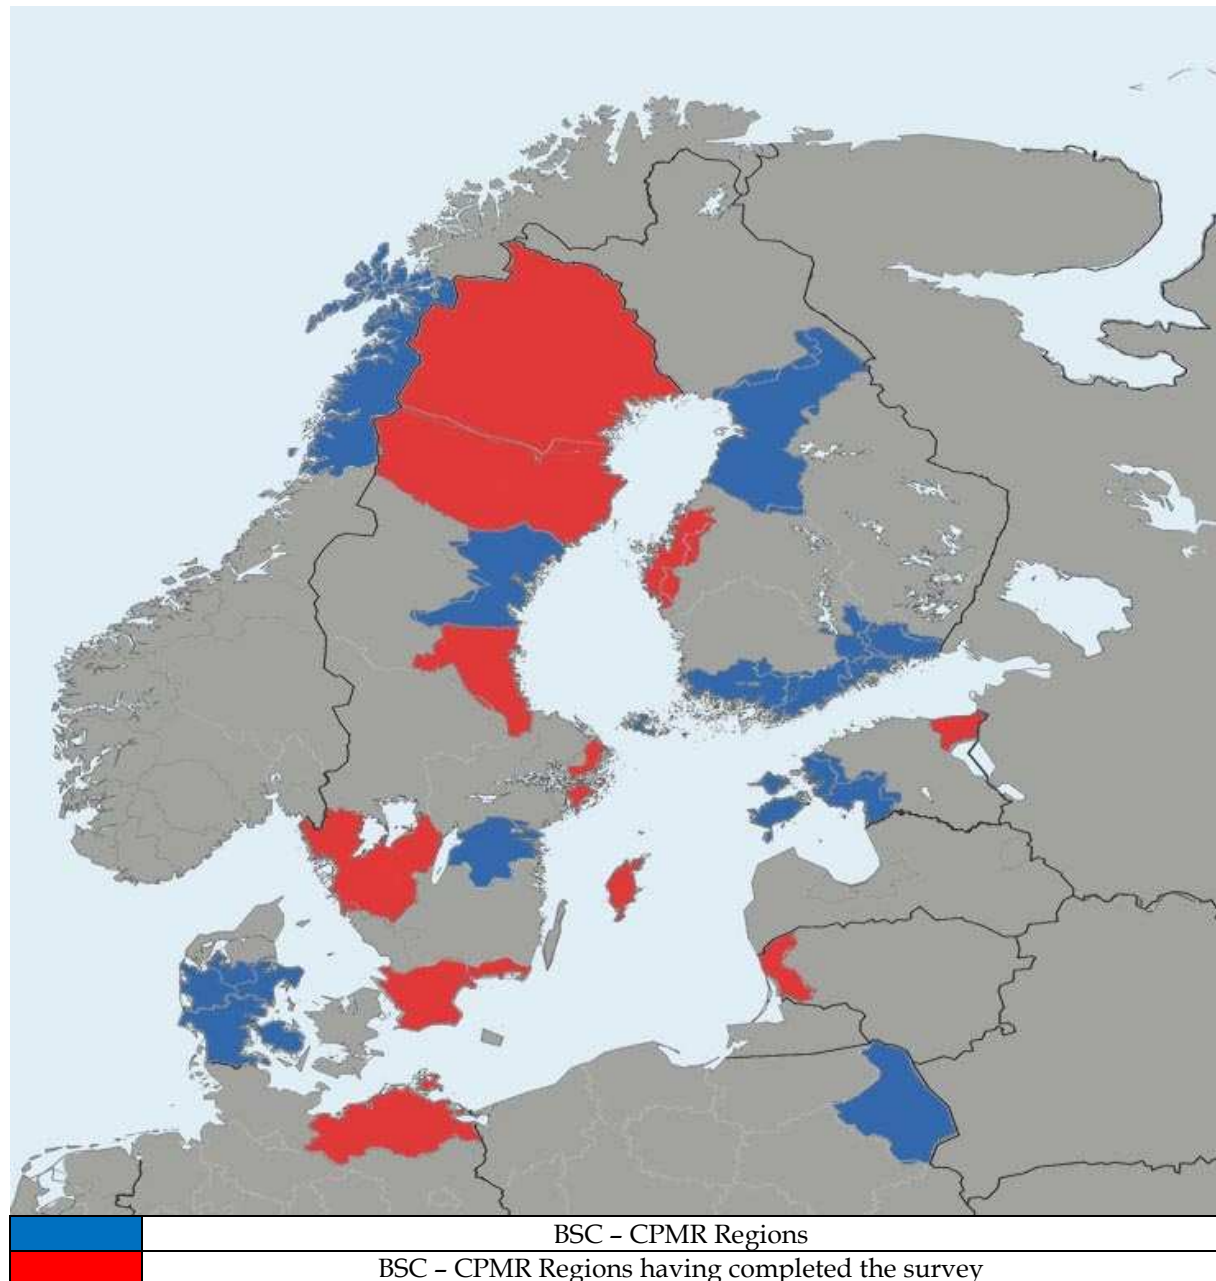 BSC – CPMR Regions
BSC – CPMR Regions having completed the survey